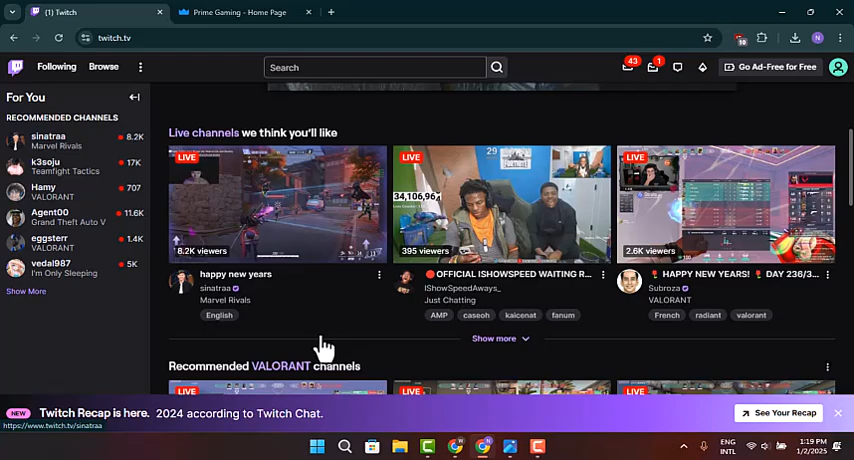 (1) Twitch
Prime Gaming - Home Page
twitch.tv
10
N
Following
Browse
Search
43
1
Go Ad-Free for Free
For You
RECOMMENDED CHANNELS
sinatraa
8.2K
Marvel Rivals
k3soju
17K
Teamfight Tactics
Hamy
707
VALORANT
Agent00
11.6K
Grand Theft Auto V
eggsterr
1.4K
VALORANT
vedal987
5K
I'm Only Sleeping
Show More
Live channels we think you'll like
LIVE
8.2K viewers
happy new years
sinatraa
Marvel Rivals
English
LIVE
29
34,106,96
395 viewers
🔴OFFICIAL ISHOWSPEED WAITING R...
IShowSpeedAways_
Just Chatting
AMP
caseoh
kaicenat
fanum
LIVE
2.6K viewers
🌹 HAPPY NEW YEARS! 🌹 DAY 236/3...
Subroza
VALORANT
French
radiant
valorant
Show more
Recommended VALORANT channels
LIVE
LIVE
LIVE
NEW
Twitch Recap is here. 2024 according to Twitch Chat.
See Your Recap
https://www.twitch.tv/sinatraa
ENG
INTL
1:19 PM
1/2/2025